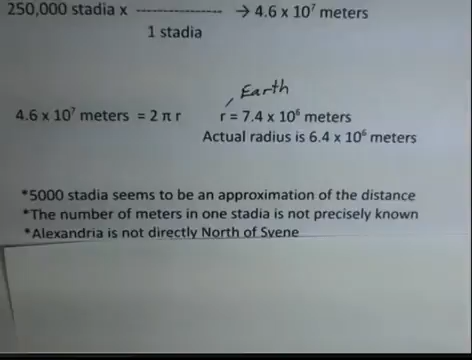 250,000 stadia x ---------------- → 4.6 x 10⁷ meters
1 stadia
Earth
4.6 x 10⁷ meters = 2 π r r = 7.4 x 10⁶ meters
Actual radius is 6.4 x 10⁶ meters
*5000 stadia seems to be an approximation of the distance
*The number of meters in one stadia is not precisely known
*Alexandria is not directly North of Syene